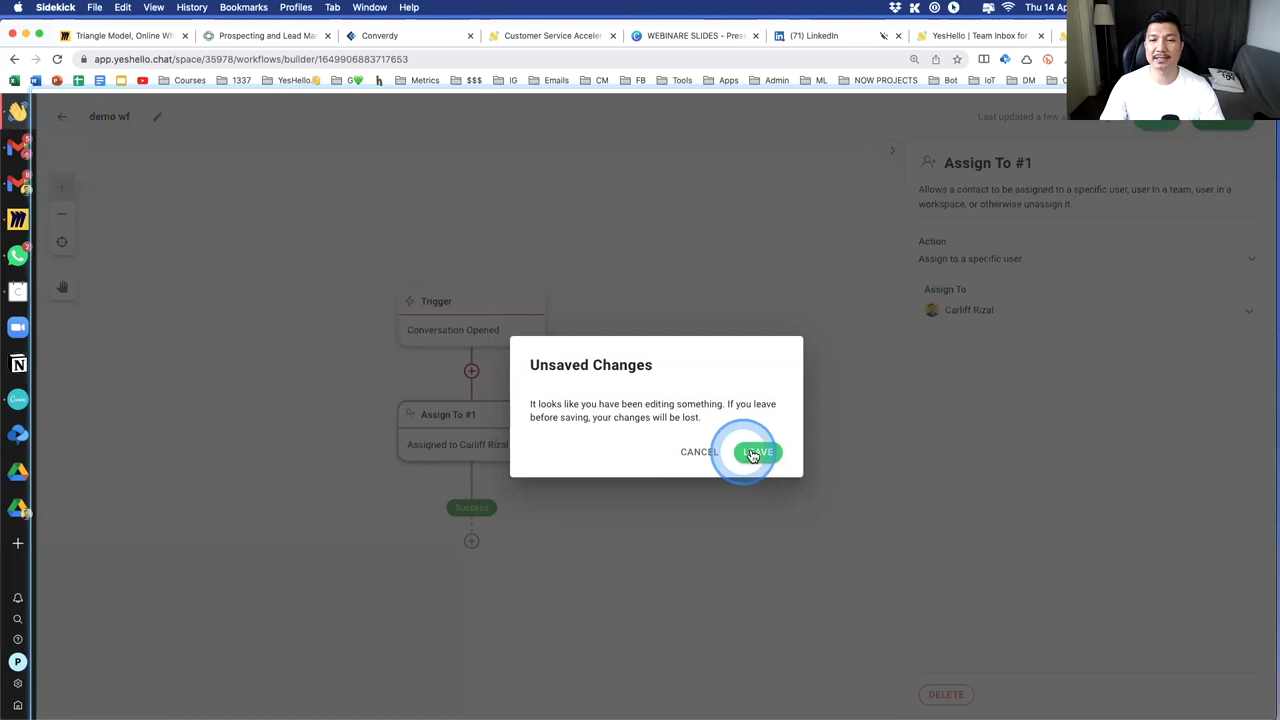 Sidekick File Edit View History Bookmarks Profiles Tab Window Help
Thu 14 Ap
Triangle Model, Online Wh
Prospecting and Lead Man
Converdy
Customer Service Acceler
WEBINARE SLIDES - Prese
(71) LinkedIn
YesHello | Team Inbox for
app.yeshello.chat/space/35978/workflows/builder/1649906883717653
Courses
1337
YesHello👋
G💚
Metrics
$$$
IG
Emails
CM
FB
Tools
Apps
Admin
ML
NOW PROJECTS
Bot
IoT
DM
demo wf
Last updated a few s
Assign To #1
Allows a contact to be assigned to a specific user, user in a team, user in a
workspace, or otherwise unassign it.
Action
Assign to a specific user
Assign To
Carliff Rizal
Trigger
Conversation Opened
Assign To #1
Assigned to Carliff Rizal
Success
Unsaved Changes
It looks like you have been editing something. If you leave
before saving, your changes will be lost.
CANCEL
LEAVE
DELETE
P